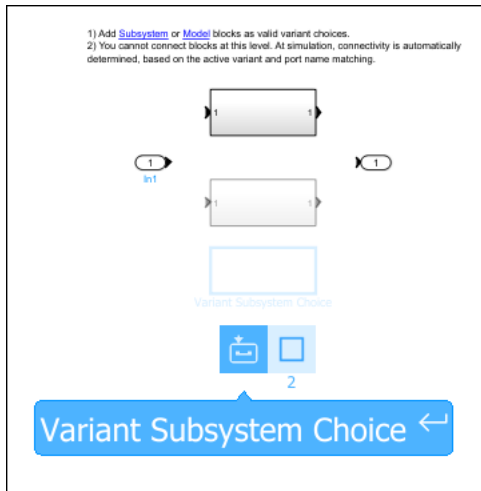 1) Add Subsystem or Model blocks as valid variant choices.
2) You cannot connect blocks at this level. At simulation, connectivity is automatically
determined, based on the active variant and port name matching.
1 1
1 1
In1
1 1
Variant Subsystem Choice
2
Variant Subsystem Choice